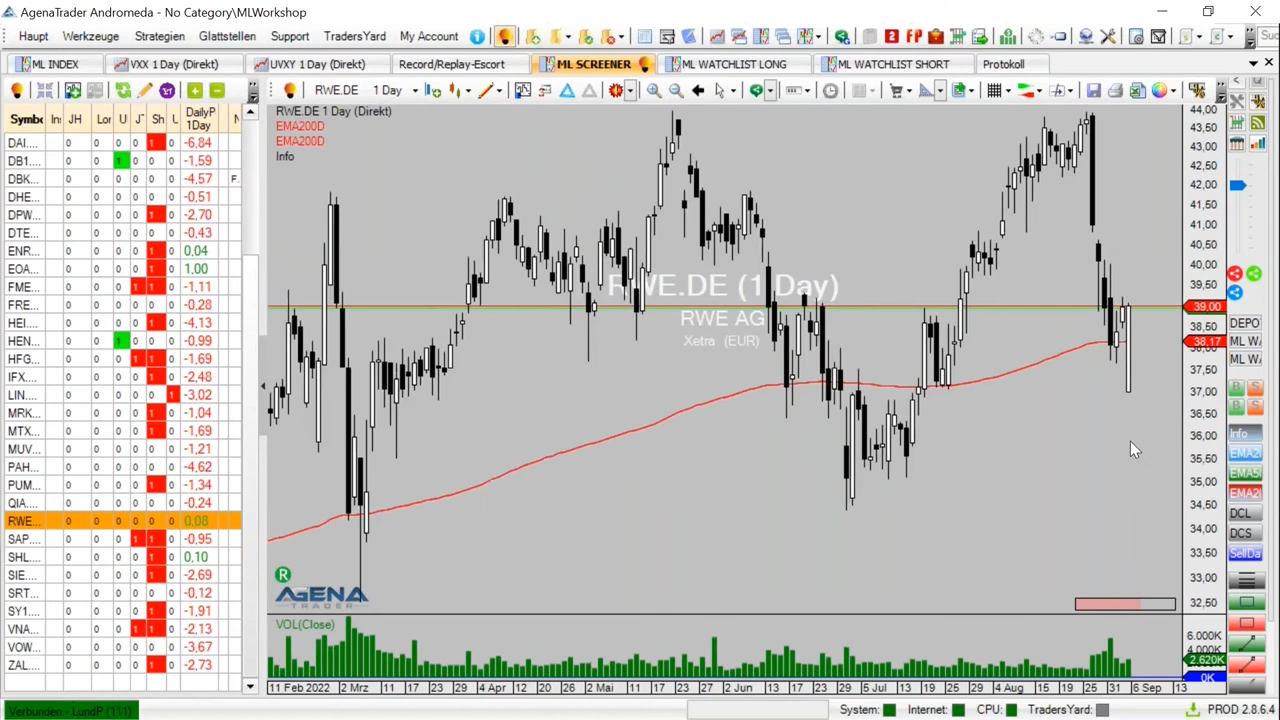 AgenaTrader Andromeda - No Category\MLWorkshop
Haupt Werkzeuge Strategien Glattstellen Support TradersYard My Account
ML INDEX VXX 1 Day (Direkt) UVXY 1 Day (Direkt) Record/Replay-Escort ML SCREENER ML WATCHLIST LONG ML WATCHLIST SHORT Protokoll
RWE.DE 1 Day
Symbc JH Lor U Sh U DailyP 1Day
DAI.... 0 0 0 0 1 0 -6,84
DB1... 0 0 1 0 0 0 -1,59
DBK... 0 0 0 0 0 0 -4,57 F.
DHE... 0 0 0 0 0 0 -0,51
DPW... 0 0 0 0 1 0 -2,70
DTE... 0 0 0 0 0 0 -0,43
ENR... 0 0 0 0 1 0 0,04
EOA... 0 0 0 0 1 0 1,00
FME... 0 0 0 1 1 0 -1,11
FRE... 0 0 0 0 0 0 -0,28
HEI.... 0 0 0 0 1 0 -4,13
HEN... 0 0 1 0 0 0 -0,99
HFG... 0 0 0 1 1 0 -1,69
IFX... 0 0 0 0 1 0 -2,48
LIN.... 0 0 0 0 0 1 -3,02
MRK... 0 0 0 0 1 0 -1,04
MTX... 0 0 0 0 1 0 -1,69
MUV... 0 0 0 0 0 0 -1,21
PAH... 0 0 0 0 0 0 -4,62
PUM... 0 0 0 0 1 0 -1,34
QIA.... 0 0 0 0 0 0 -0,24
RWE... 0 0 0 0 0 0 0,08
SAP... 0 0 0 1 1 0 -0,95
SHL... 0 0 0 0 1 0 0,10
SIE.... 0 0 0 0 1 0 -2,69
SRT... 0 0 0 0 0 0 -0,12
SY1.... 0 0 0 0 1 0 -1,91
VNA... 0 0 0 1 1 0 -2,13
VOW... 0 0 0 0 0 0 -3,67
ZAL... 0 0 0 0 1 0 -2,73
RWE.DE 1 Day (Direkt)
EMA200D
EMA200D
Info
RWE.DE (1 Day)
RWE AG
Xetra (EUR)
R
AGENA
TRADER
VOL(Close)
44,00
43,50
43,00
42,50
42,00
41,50
41,00
40,50
40,00
39,50
39,00
38,50
38,17
38,00
37,50
37,00
36,50
36,00
35,50
35,00
34,50
34,00
33,50
33,00
32,50
6.000K
4.000K
2.620K
0K
11 Feb 2022 2 Mrz 11 17 23 29 4 Apr 12 20 26 2 Mai 11 17 23 2 Jun 13 17 23 29 5 Jul 13 19 25 29 4 Aug 15 19 25 31 6 Sep 13
DEPO
ML W
ML W
B S
B S
Info
EMA2
EMA5
EMA2
DCL
DCS
SellDa
Verbunden - LundP (111) System: Internet: CPU: TradersYard: PROD 2.8.6.4